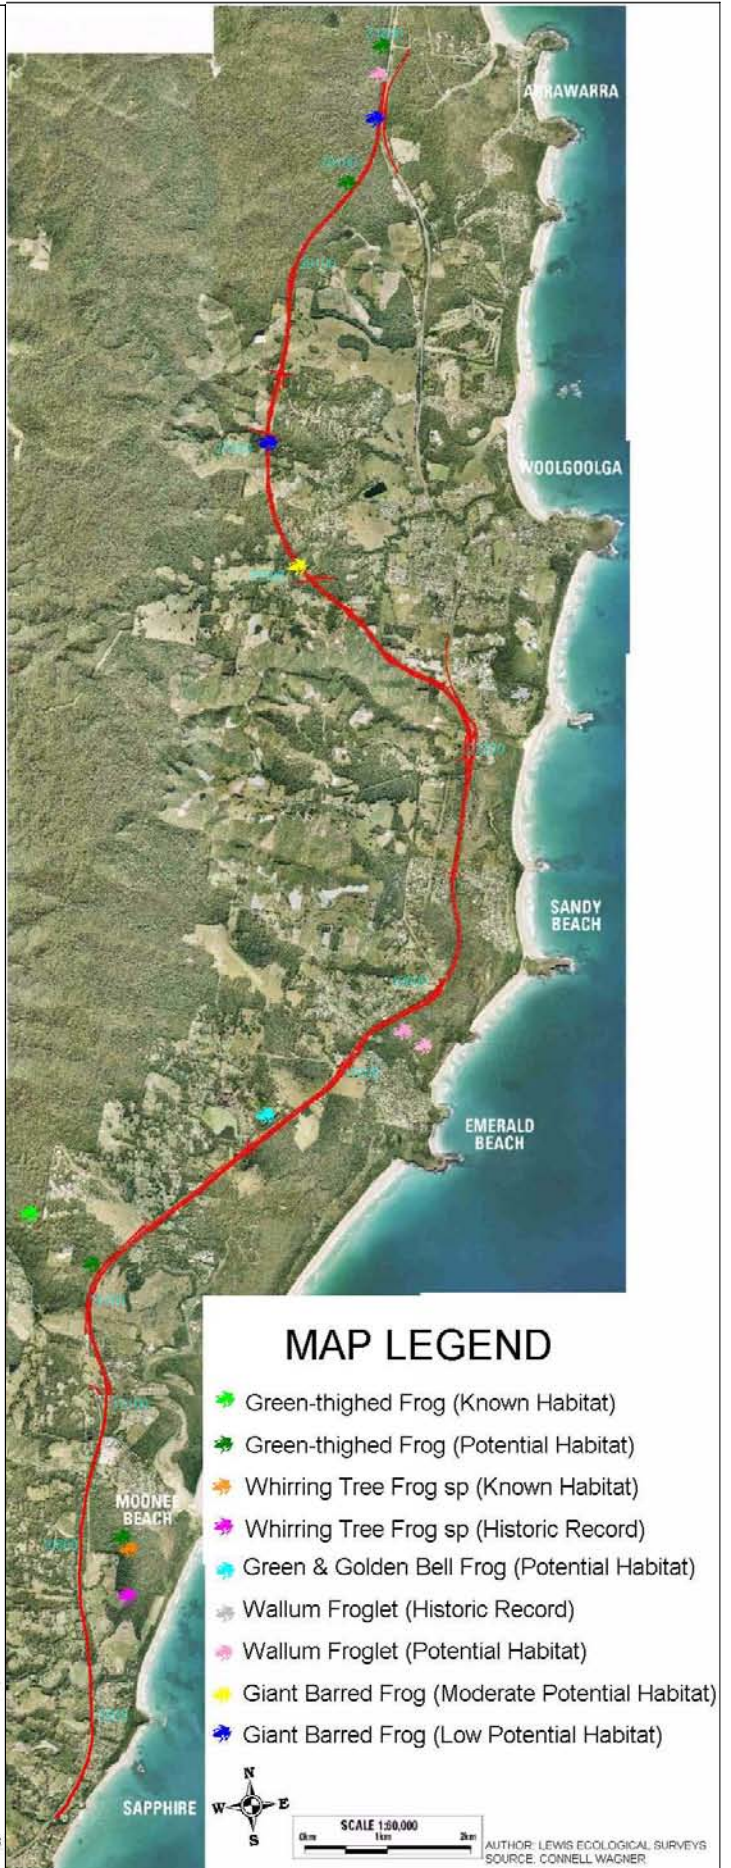 ARRAWARRA
WOOLGOOLGA
SANDY
BEACH
EMERALD
BEACH
MAP LEGEND
Green-thighed Frog (Known Habitat)
Green-thighed Frog (Potential Habitat)
Whirring Tree Frog sp (Known Habitat)
Whirring Tree Frog sp (Historic Record)
Green & Golden Bell Frog (Potential Habitat)
Wallum Froglet (Historic Record)
Wallum Froglet (Potential Habitat)
Giant Barred Frog (Moderate Potential Habitat)
Giant Barred Frog (Low Potential Habitat)
MOONEE
BEACH
SAPPHIRE
N
W E
S
SCALE 1:60,000
0km 1km 2km
AUTHOR: LEWIS ECOLOGICAL SURVEYS
SOURCE: CONNELL WAGNER